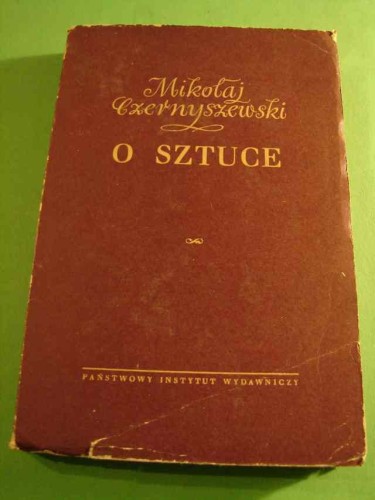 Mikołaj
Czernyszewski
O SZTUCE
PAŃSTWOWY INSTYTUT WYDAWNICZY